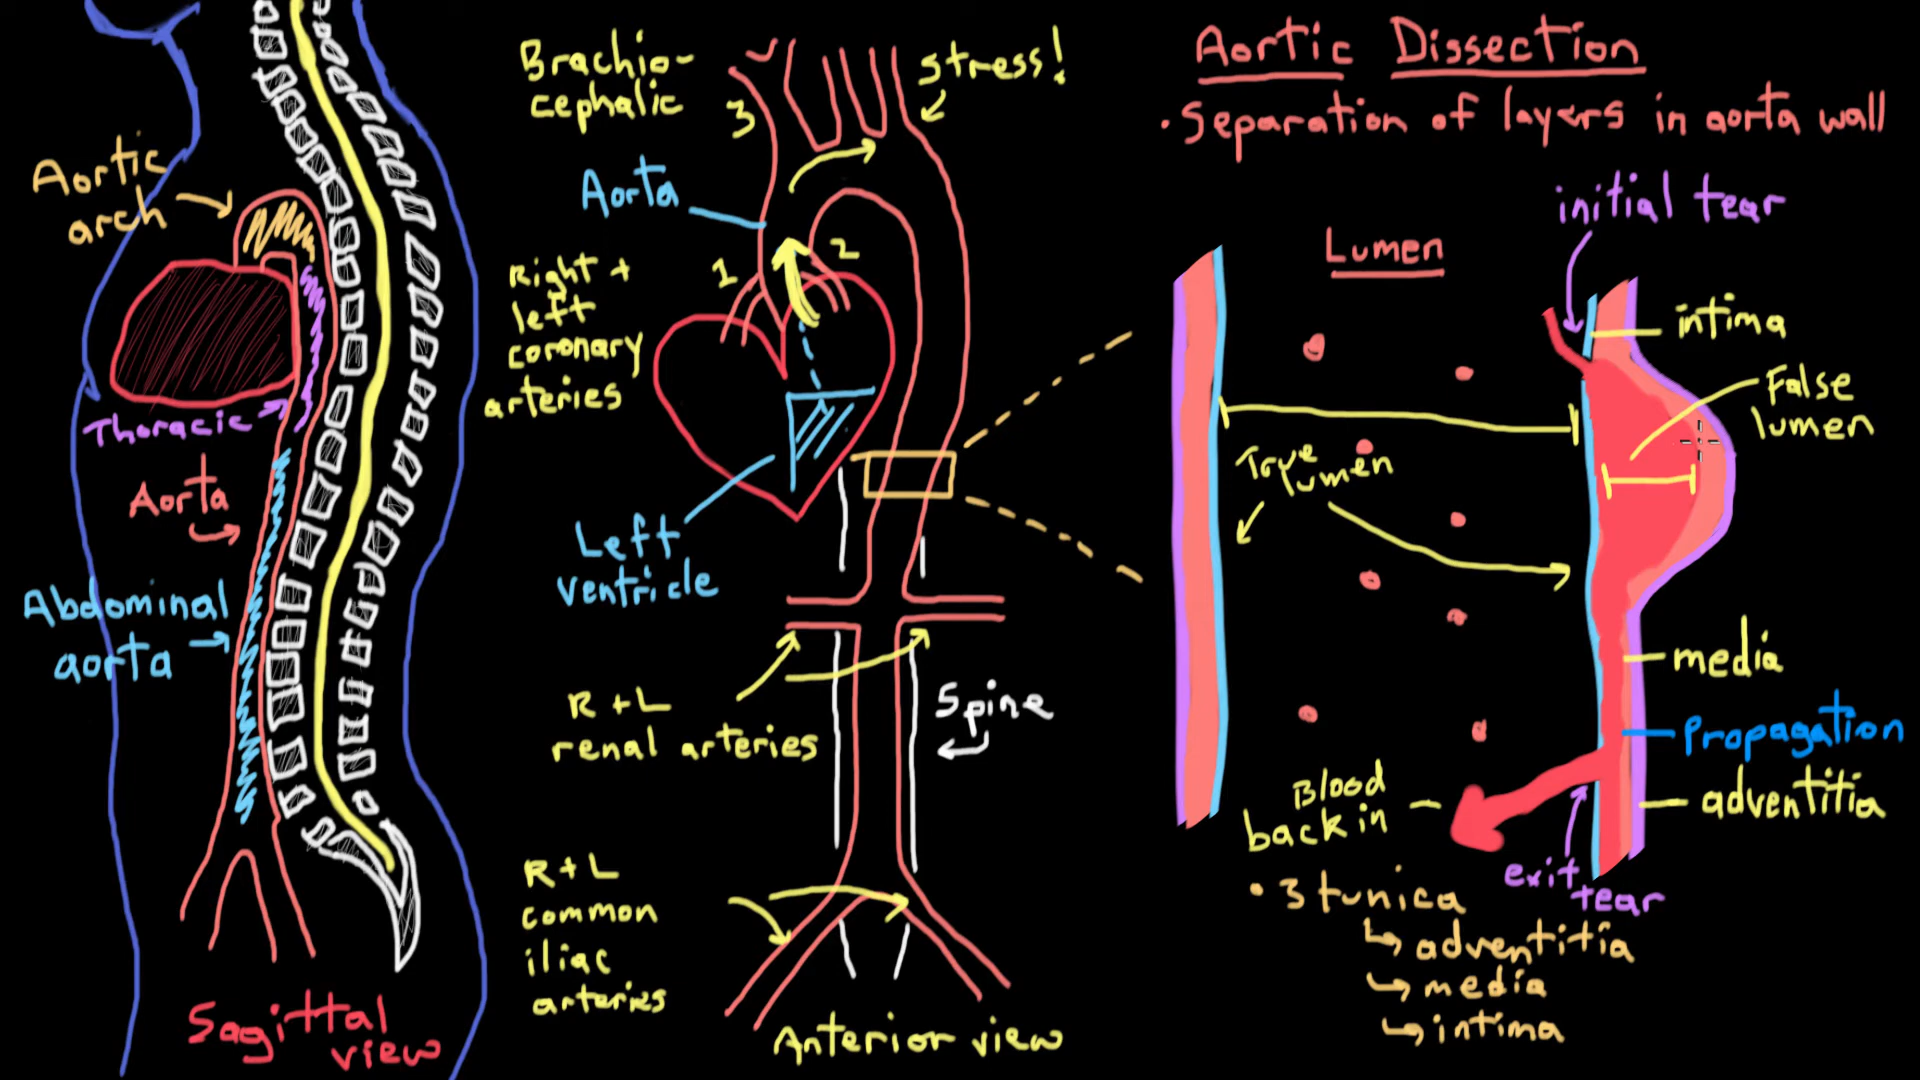 Aortic
arch
Thoracic
Aorta
Abdominal
aorta
Sagittal
view
Brachio-
cephalic
3
stress!
Aorta
1
2
Right +
left
coronary
arteries
Left
ventricle
R + L
renal arteries
Spine
R + L
common
iliac
arteries
Anterior view
Aortic Dissection
• Separation of layers in aorta wall
initial tear
Lumen
intima
False
lumen
True
lumen
media
Propagation
adventitia
Blood
back in
exit
tear
• 3 tunica
↳ adventitia
↳ media
↳ intima